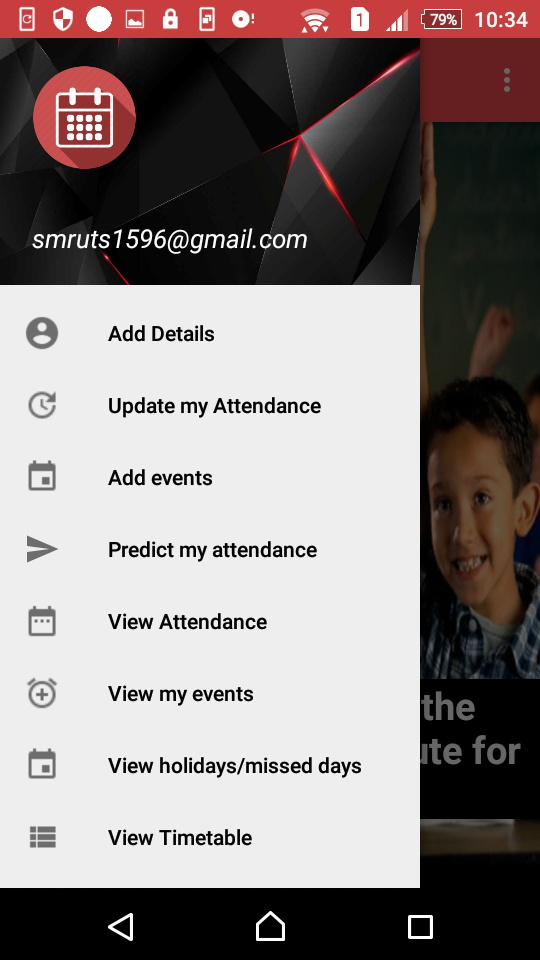 1
79%
10:34
smruts1596@gmail.com
Add Details
Update my Attendance
Add events
Predict my attendance
View Attendance
View my events
the
ute for
View holidays/missed days
View Timetable